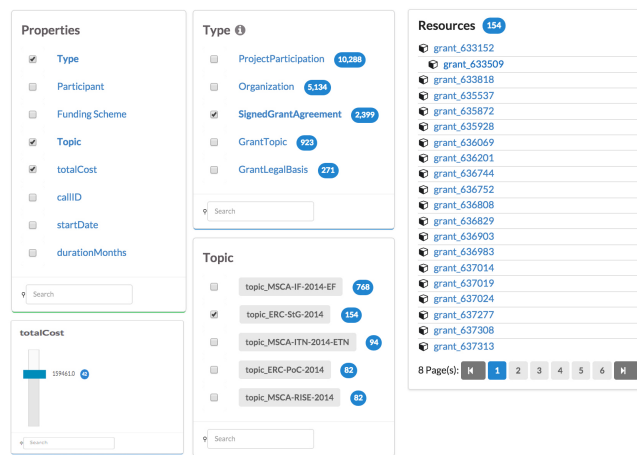 Properties
Type
Participant
Funding Scheme
Topic
totalCost
callID
startDate
durationMonths
Search
totalCost
159461.0 42
Search
Type
ProjectParticipation 10,288
Organization 5,134
SignedGrantAgreement 2,399
GrantTopic 923
GrantLegalBasis 271
Search
Topic
topic_MSCA-IF-2014-EF 768
topic_ERC-StG-2014 154
topic_MSCA-ITN-2014-ETN 94
topic_ERC-PoC-2014 82
topic_MSCA-RISE-2014 82
Search
Resources 154
grant_633152
grant_633509
grant_633818
grant_635537
grant_635872
grant_635928
grant_636069
grant_636201
grant_636744
grant_636752
grant_636808
grant_636829
grant_636903
grant_636983
grant_637014
grant_637019
grant_637024
grant_637277
grant_637308
grant_637313
8 Page(s): 1 2 3 4 5 6